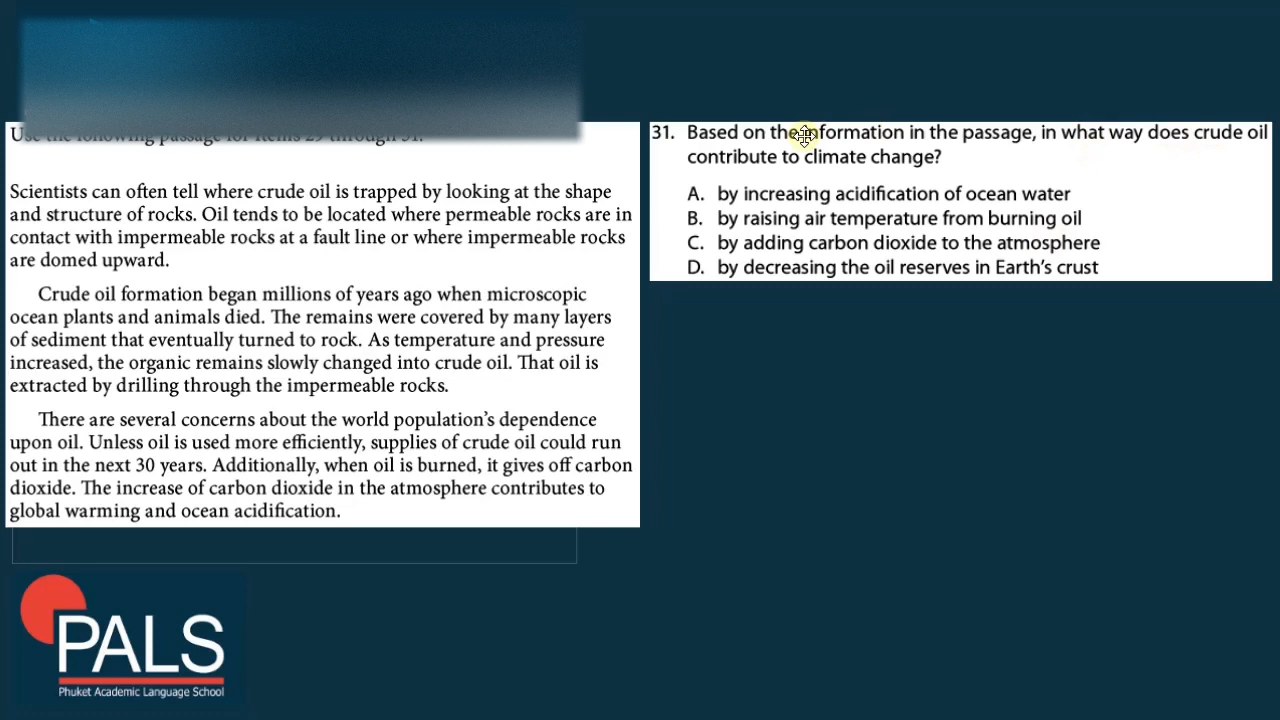 Use the following passage for Items 29 through 31.
Scientists can often tell where crude oil is trapped by looking at the shape
and structure of rocks. Oil tends to be located where permeable rocks are in
contact with impermeable rocks at a fault line or where impermeable rocks
are domed upward.
Crude oil formation began millions of years ago when microscopic
ocean plants and animals died. The remains were covered by many layers
of sediment that eventually turned to rock. As temperature and pressure
increased, the organic remains slowly changed into crude oil. That oil is
extracted by drilling through the impermeable rocks.
There are several concerns about the world population's dependence
upon oil. Unless oil is used more efficiently, supplies of crude oil could run
out in the next 30 years. Additionally, when oil is burned, it gives off carbon
dioxide. The increase of carbon dioxide in the atmosphere contributes to
global warming and ocean acidification.
31. Based on the information in the passage, in what way does crude oil
contribute to climate change?
A. by increasing acidification of ocean water
B. by raising air temperature from burning oil
C. by adding carbon dioxide to the atmosphere
D. by decreasing the oil reserves in Earth's crust
PALS
Phuket Academic Language School